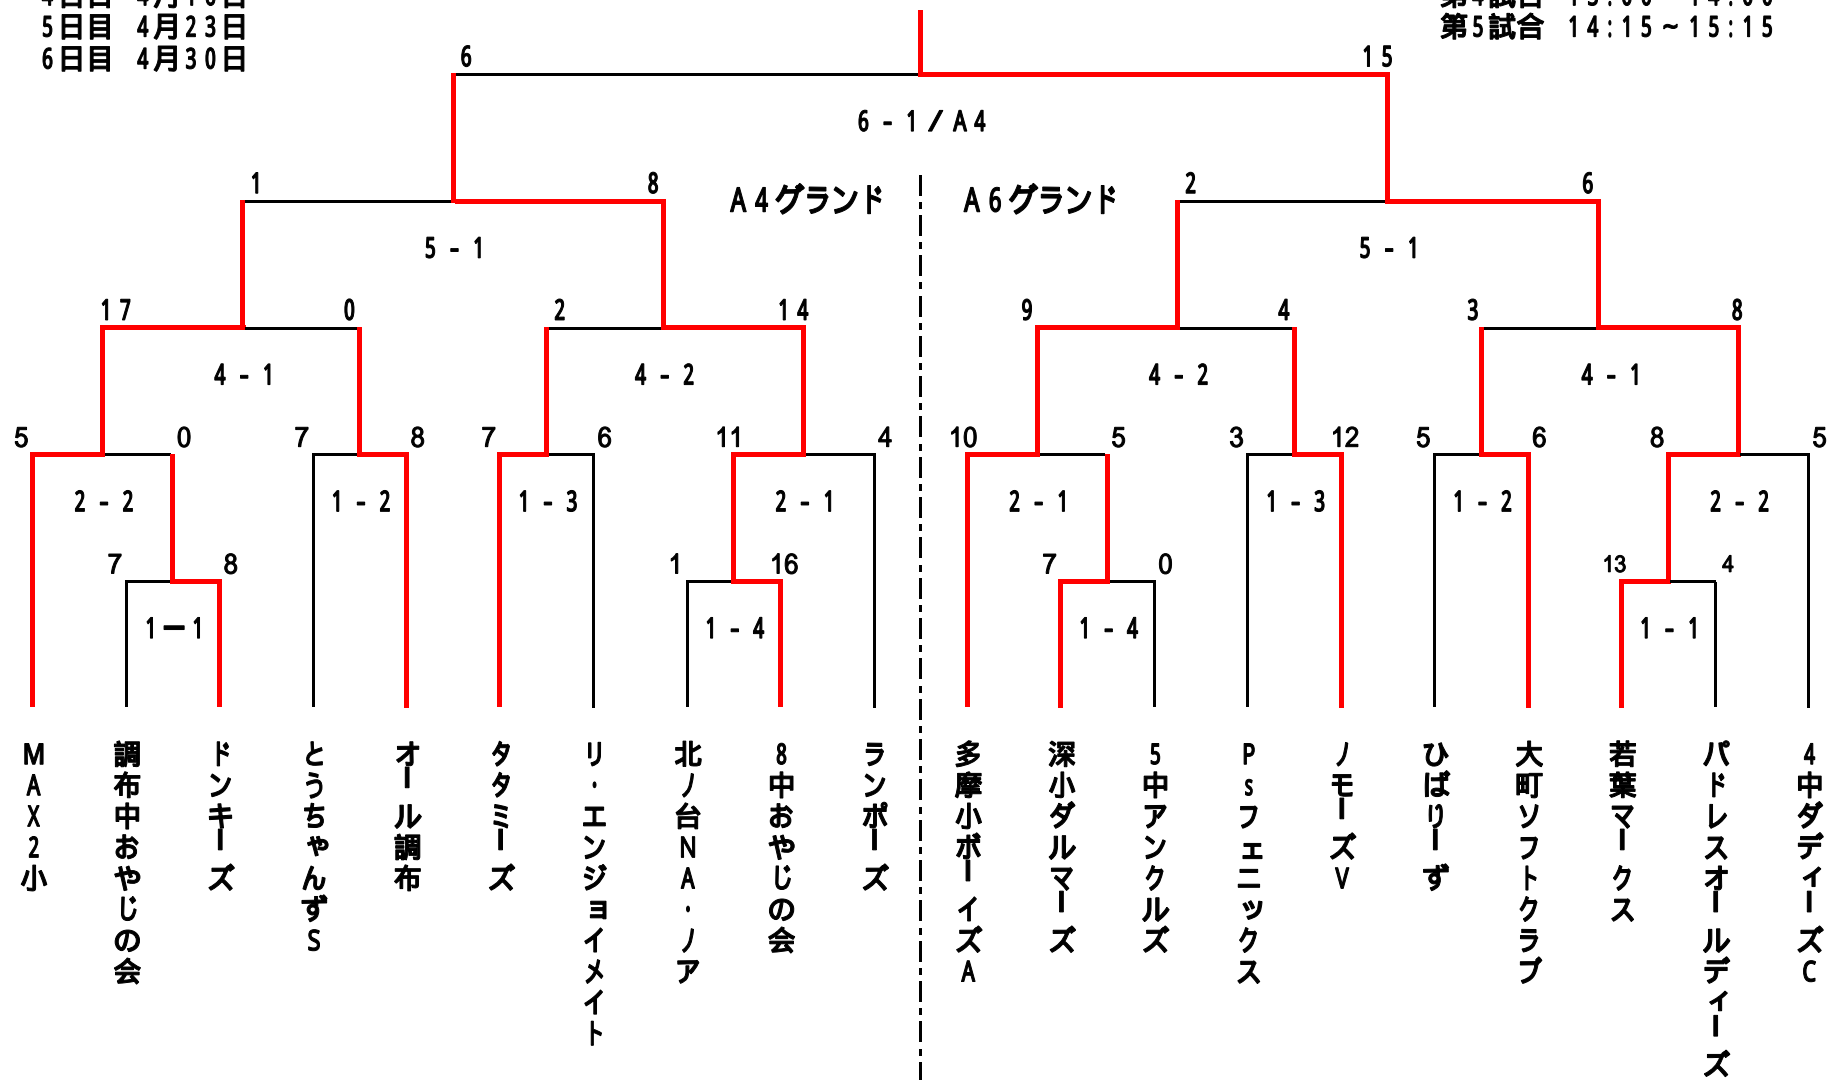 5日目 4月23日
6日目 4月30日
第5試合 14:15~15:15
6 15
6-1/A4
1 8 A4グランド A6グランド 2 6
5-1 5-1
17 0 2 14 9 4 3 8
4-1 4-2 4-2 4-1
5 0 7 8 7 6 11 4 10 5 3 12 5 6 8 5
2-2 1-2 1-3 2-1 2-1 1-3 1-2 2-2
7 8 1 16 7 0 13 4
1ー1 1-4 1-4 1-1
MAX2小
調布中おやじの会
ドンキーズ
とうちゃんずS
オール調布
タタミーズ
リ・エンジョイメイト
北ノ台NA・ノア
8中おやじの会
ランポーズ
多摩小ボーイズA
深小ダルマーズ
5中アンクルズ
Psフェニックス
ノモーズV
ひばりーず
大町ソフトクラブ
若葉マークス
パドレスオールディーズ
4中ダディーズC